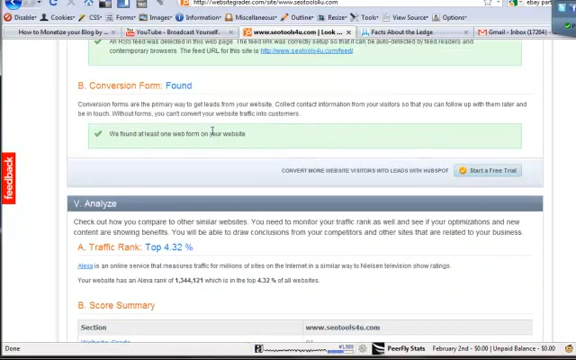 http://websitegrader.com/site/www.seotools4u.com
ebay part
Disable Cookies CSS Forms Images Information Miscellaneous Outline Resize Tools View Source Options
How to Monetize your Blog by ... YouTube - Broadcast Yourself. www.seotools4u.com | Look ... Facts About the Ledge Gmail - Inbox (17264)
An RSS feed was detected in this web page. The feed link was correctly setup so that it can be auto-detected by feed readers and
contemporary browsers. The feed URL for this site is http://www.seotools4u.com/feed/.
B. Conversion Form: Found
Conversion forms are the primary way to get leads from your website. Collect contact information from your visitors so that you can follow up with them later and
be in touch. Without forms, you can't convert your website traffic into customers.
We found at least one web form on your website
feedback
CONVERT MORE WEBSITE VISITORS INTO LEADS WITH HUBSPOT Start a Free Trial
V. Analyze
Check out how you compare to other similar websites. You need to monitor your traffic rank as well and see if your optimizations and new
content are showing benefits. You will be able to draw conclusions from your competitors and other sites that are related to your business.
A. Traffic Rank: Top 4.32 %
Alexa is an online service that measures traffic for millions of sites on the Internet in a similar way to Nielsen television show ratings.
Your website has an Alexa rank of 1,344,121 which is in the top 4.32 % of all websites.
B. Score Summary
Section www.seotools4u.com
Website Grade
Done
Peerfly Stats February 2nd - $0.00 | Unpaid Balance - $0.00